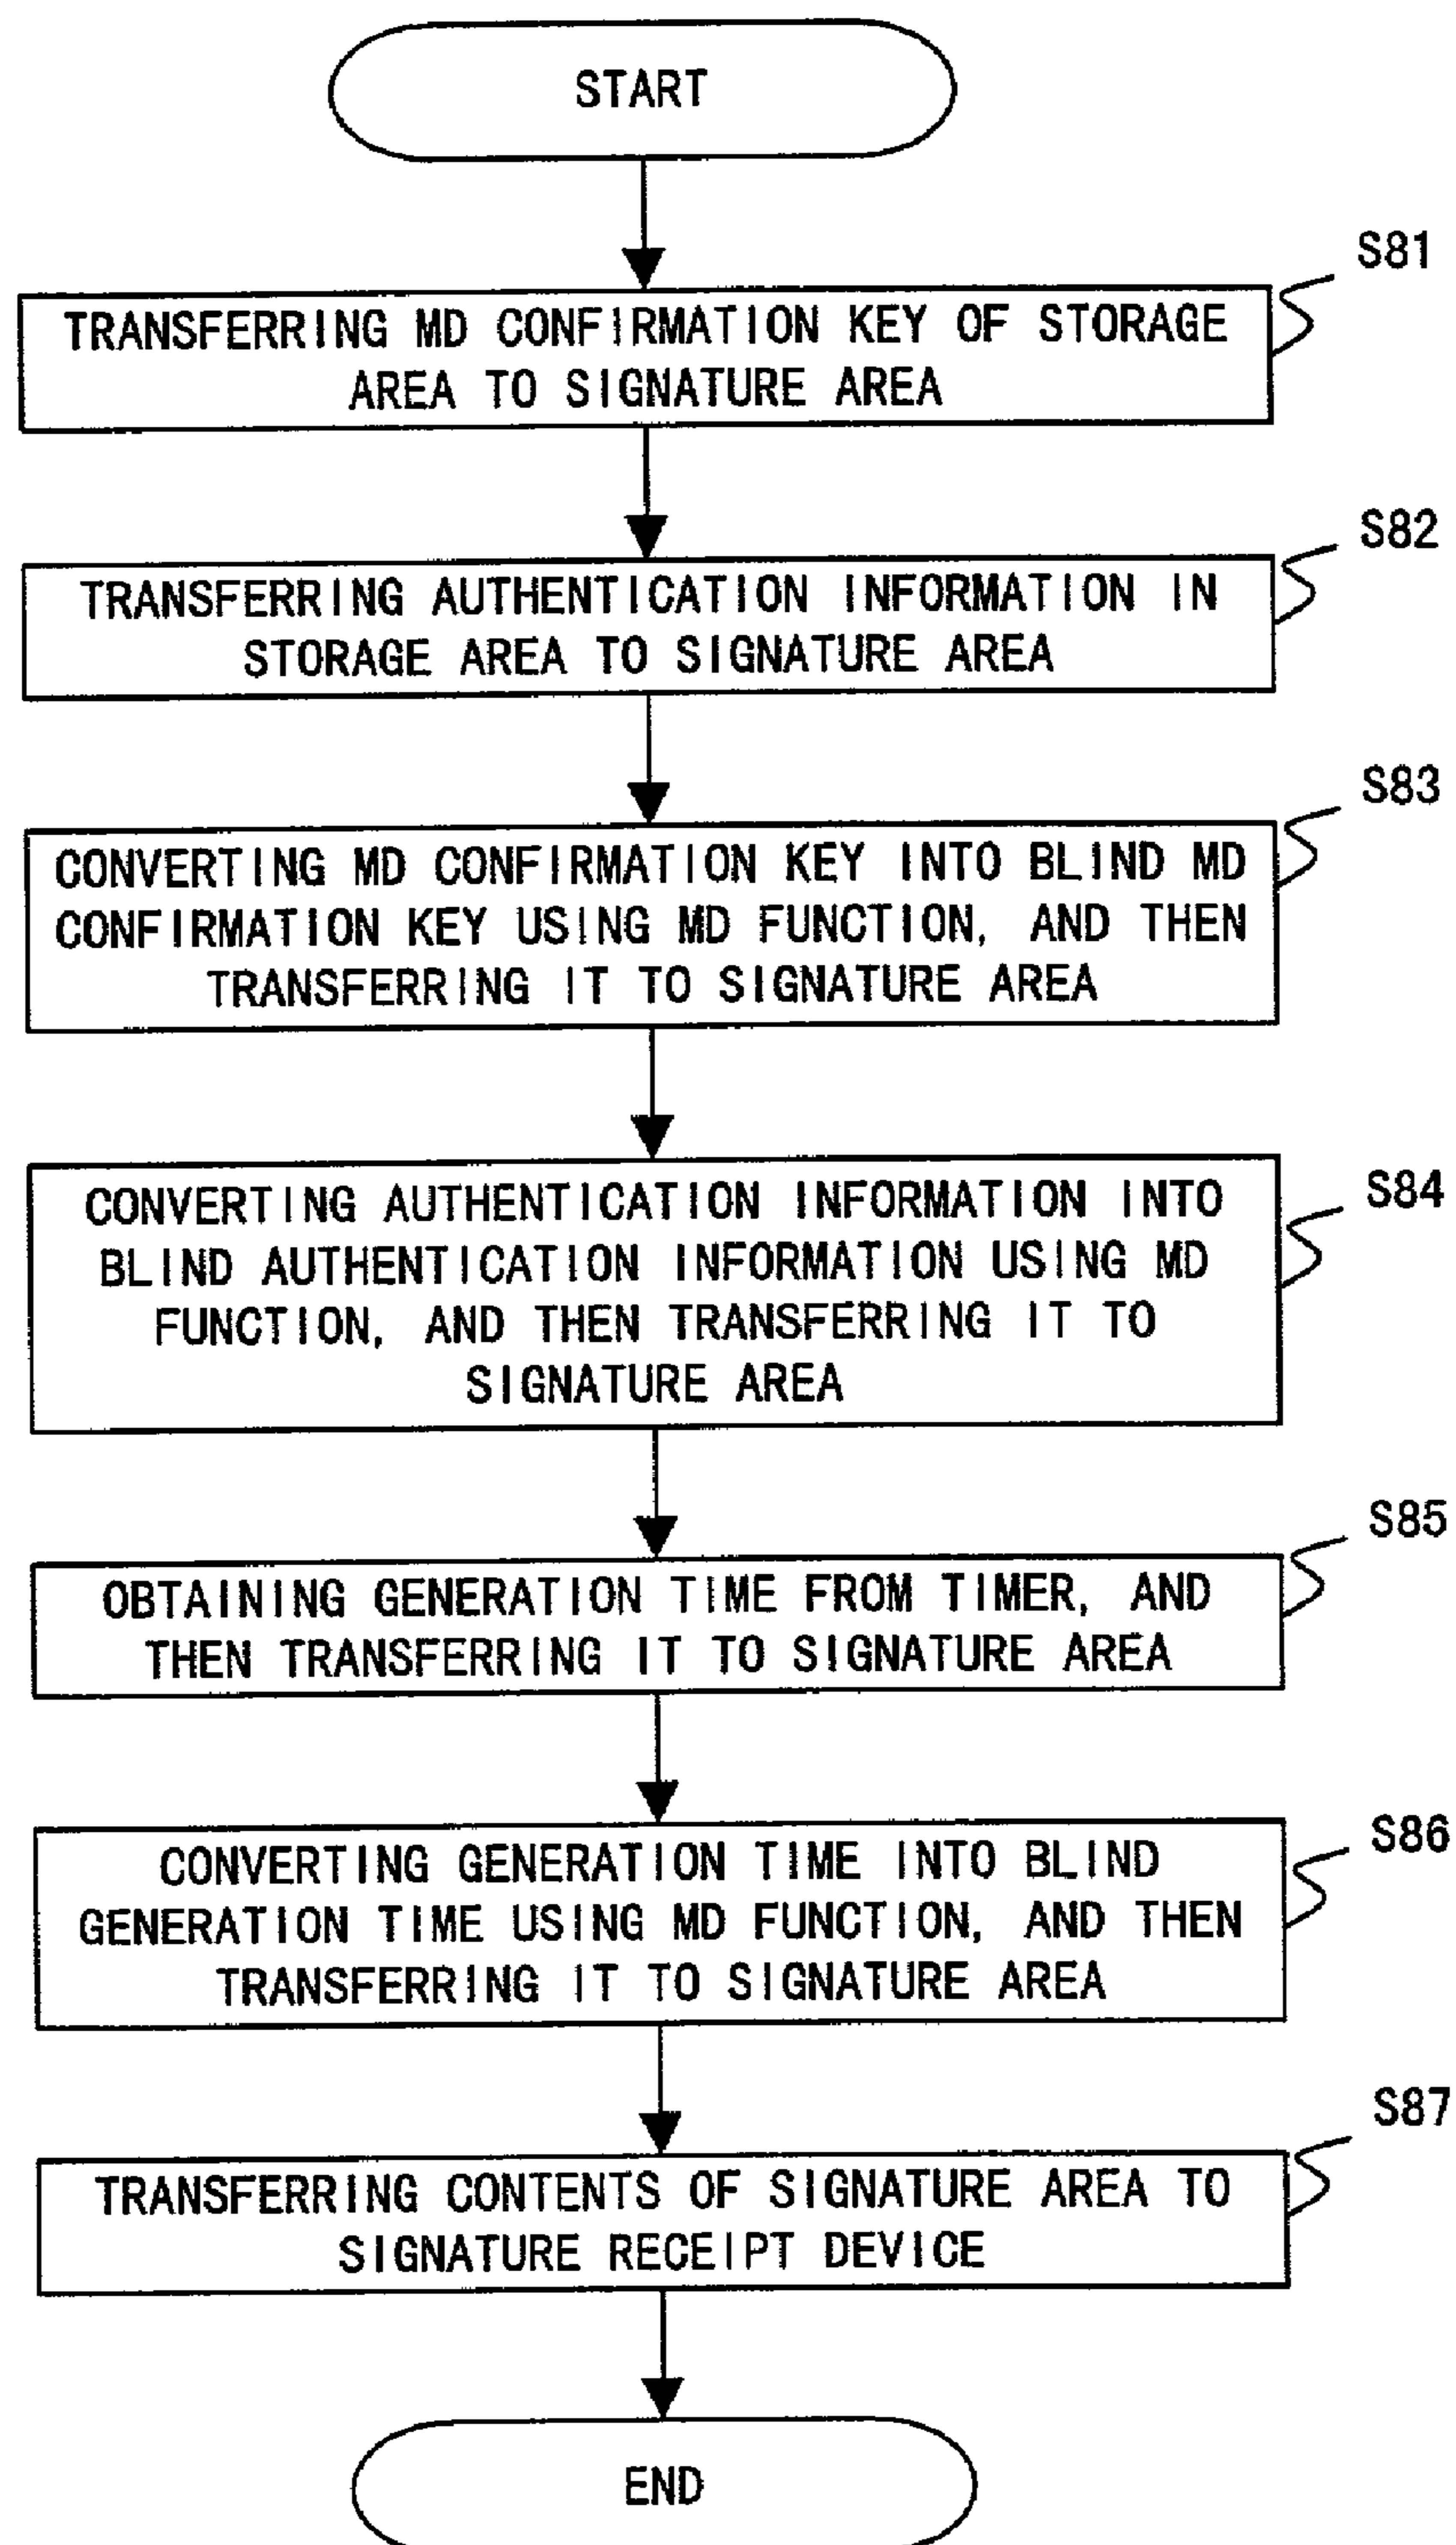 START
S81
TRANSFERRING MD CONFIRMATION KEY OF STORAGE
AREA TO SIGNATURE AREA
S82
TRANSFERRING AUTHENTICATION INFORMATION IN
STORAGE AREA TO SIGNATURE AREA
S83
CONVERTING MD CONFIRMATION KEY INTO BLIND MD
CONFIRMATION KEY USING MD FUNCTION, AND THEN
TRANSFERRING IT TO SIGNATURE AREA
S84
CONVERTING AUTHENTICATION INFORMATION INTO
BLIND AUTHENTICATION INFORMATION USING MD
FUNCTION, AND THEN TRANSFERRING IT TO
SIGNATURE AREA
S85
OBTAINING GENERATION TIME FROM TIMER, AND
THEN TRANSFERRING IT TO SIGNATURE AREA
S86
CONVERTING GENERATION TIME INTO BLIND
GENERATION TIME USING MD FUNCTION, AND THEN
TRANSFERRING IT TO SIGNATURE AREA
S87
TRANSFERRING CONTENTS OF SIGNATURE AREA TO
SIGNATURE RECEIPT DEVICE
END